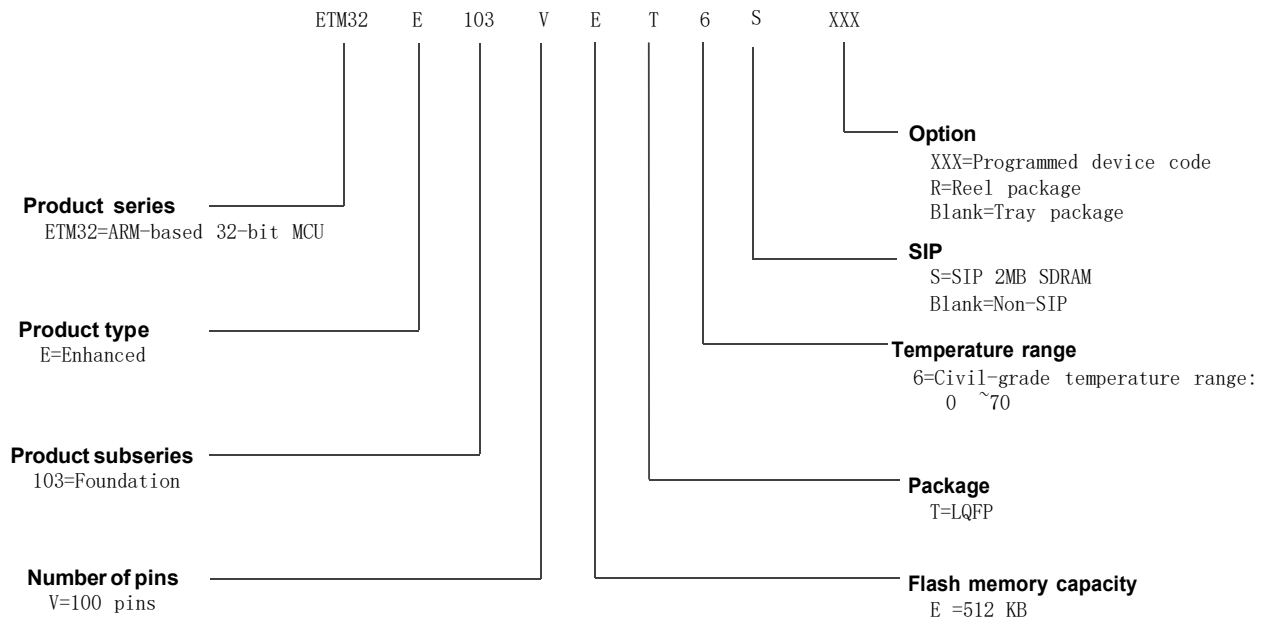 ETM32 E 103 V E T 6 S XXX
Option
XXX=Programmed device code
R=Reel package
Blank=Tray package
Product series
ETM32=ARM-based 32-bit MCU
SIP
S=SIP 2MB SDRAM
Blank=Non-SIP
Product type
E=Enhanced
Temperature range
6=Civil-grade temperature range:
0 ~70
Product subseries
103=Foundation
Package
T=LQFP
Number of pins
V=100 pins
Flash memory capacity
E =512 KB